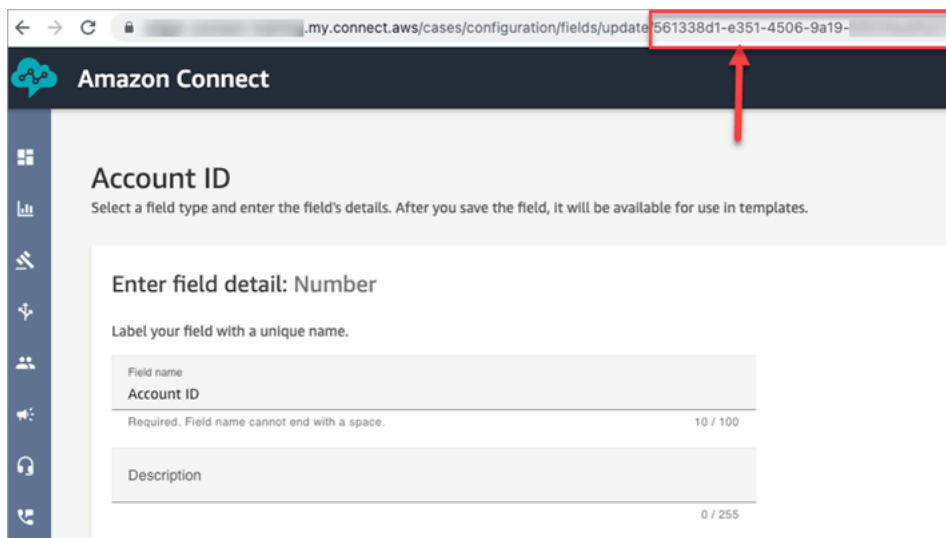 .my.connect.aws/cases/configuration/fields/update/561338d1-e351-4506-9a19-
Amazon Connect
Account ID
Select a field type and enter the field's details. After you save the field, it will be available for use in templates.
Enter field detail: Number
Label your field with a unique name.
Field name
Account ID
Required. Field name cannot end with a space.
10 / 100
Description
0 / 255